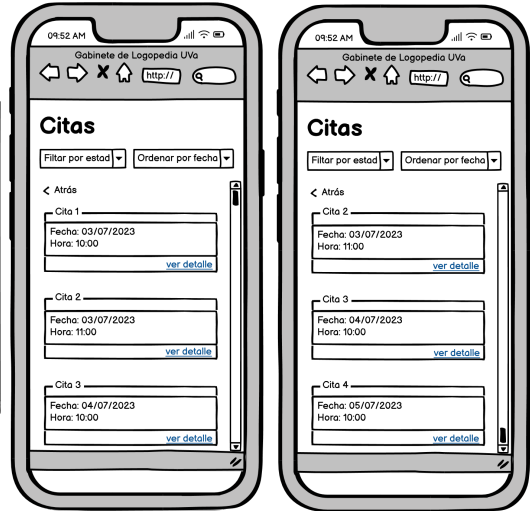 09:52 AM
Gabinete de Logopedia UVa
http://
Citas
Filtar por estad
Ordenar por fecha
Atrás
Cita 1
Fecha: 03/07/2023
Hora: 10:00
ver detalle
Cita 2
Fecha: 03/07/2023
Hora: 11:00
ver detalle
Cita 3
Fecha: 04/07/2023
Hora: 10:00
ver detalle
09:52 AM
Gabinete de Logopedia UVa
http://
Citas
Filtar por estad
Ordenar por fecha
Atrás
Cita 2
Fecha: 03/07/2023
Hora: 11:00
ver detalle
Cita 3
Fecha: 04/07/2023
Hora: 10:00
ver detalle
Cita 4
Fecha: 05/07/2023
Hora: 10:00
ver detalle